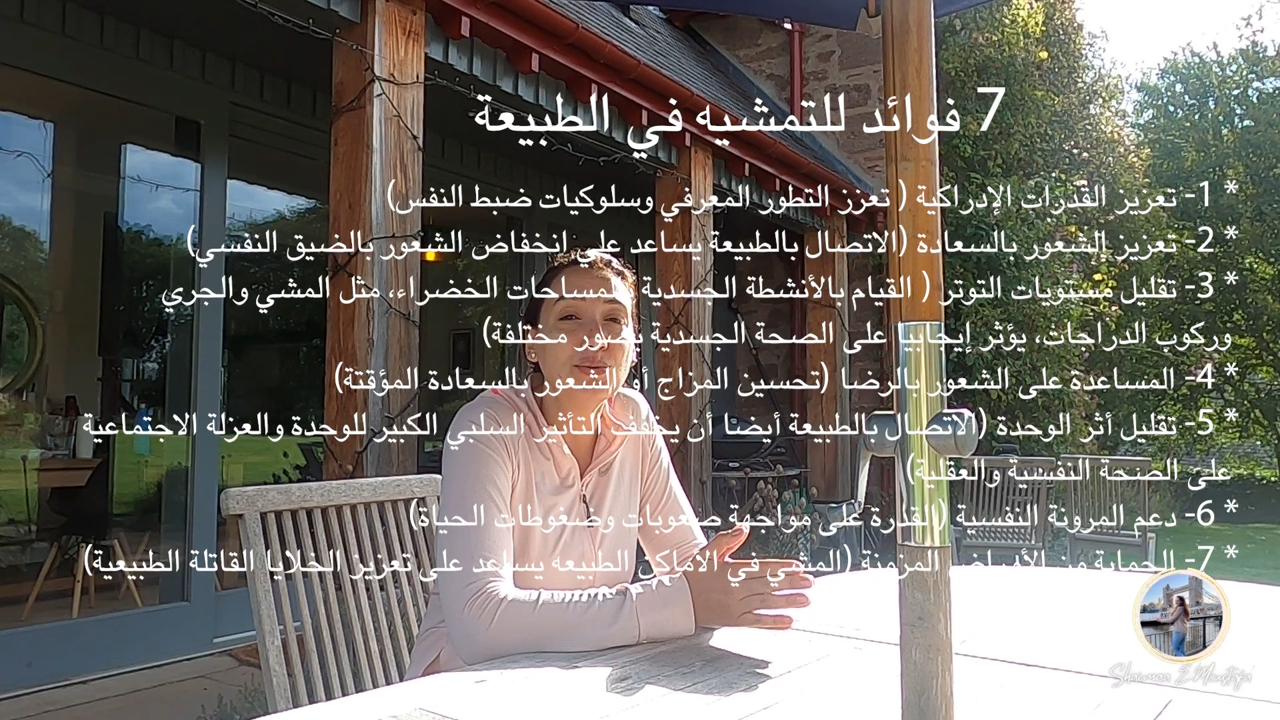 7 فوائد للتمشيه في الطبيعة
* 1- تعزيز القدرات الإدراكية ( تعزز التطور المعرفي وسلوكيات ضبط النفس)
* 2- تعزيز الشعور بالسعادة (الاتصال بالطبيعة يساعد علي انخفاض الشعور بالضيق النفسي)
* 3- تقليل مستويات التوتر ( القيام بالأنشطة الجسدية بالمساحات الخضراء، مثل المشي والجري
وركوب الدراجات، يؤثر إيجابيًا على الصحة الجسدية بصور مختلفة)
* 4- المساعدة على الشعور بالرضا (تحسين المزاج أو الشعور بالسعادة المؤقتة)
* 5- تقليل أثر الوحدة (الاتصال بالطبيعة أيضا أن يخفف التأثير السلبي الكبير للوحدة والعزلة الاجتماعية
على الصحة النفسية والعقلية)
* 6- دعم المرونة النفسية (القدرة على مواجهة صعوبات وضغوطات الحياة)
* 7- الحماية من الأمراض المزمنة (المشي في الأماكن الطبيعه يساعد على تعزيز الخلايا القاتلة الطبيعية)